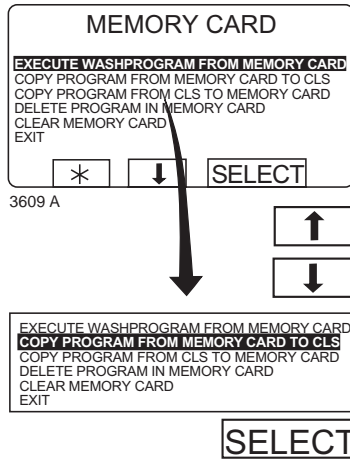 MEMORY CARD
EXECUTE WASHPROGRAM FROM MEMORY CARD
COPY PROGRAM FROM MEMORY CARD TO CLS
COPY PROGRAM FROM CLS TO MEMORY CARD
DELETE PROGRAM IN MEMORY CARD
CLEAR MEMORY CARD
EXIT
SELECT
3609 A
EXECUTE WASHPROGRAM FROM MEMORY CARD
COPY PROGRAM FROM MEMORY CARD TO CLS
COPY PROGRAM FROM CLS TO MEMORY CARD
DELETE PROGRAM IN MEMORY CARD
CLEAR MEMORY CARD
EXIT
SELECT